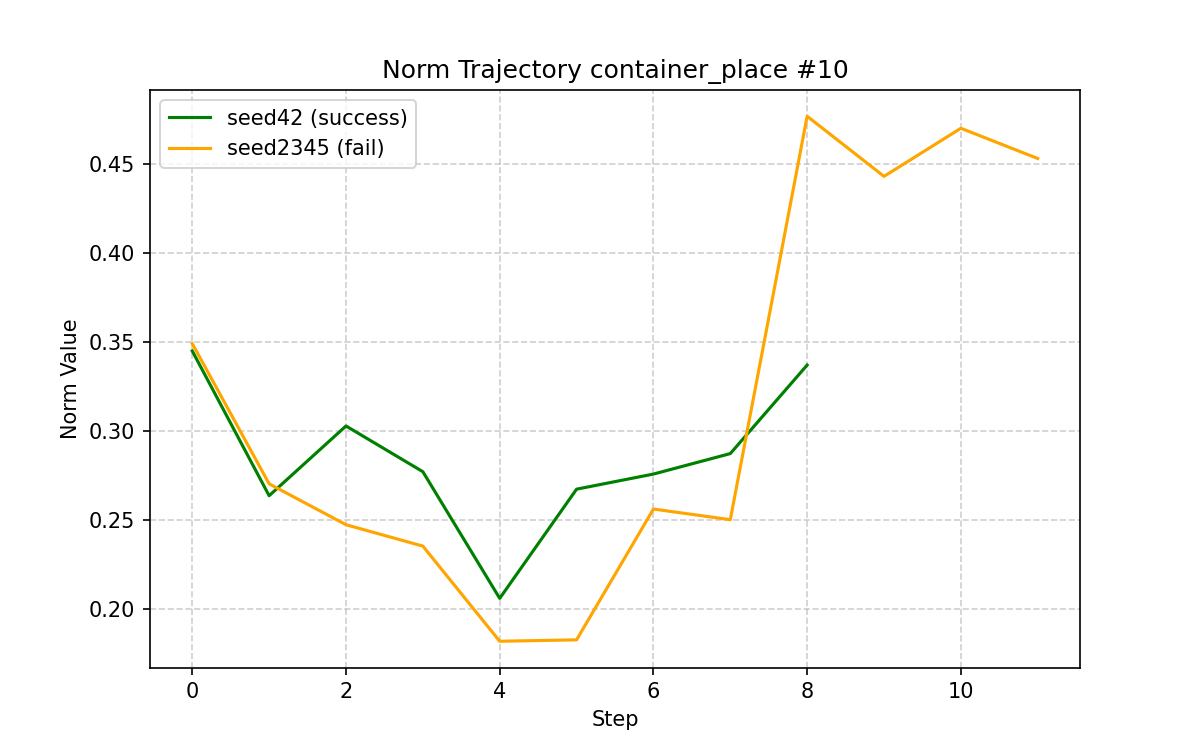 Norm Trajectory container_place #10
seed42 (success)
seed2345 (fail)
Norm Value
0.45
0.40
0.35
0.30
0.25
0.20
0 2 4 6 8 10
Step